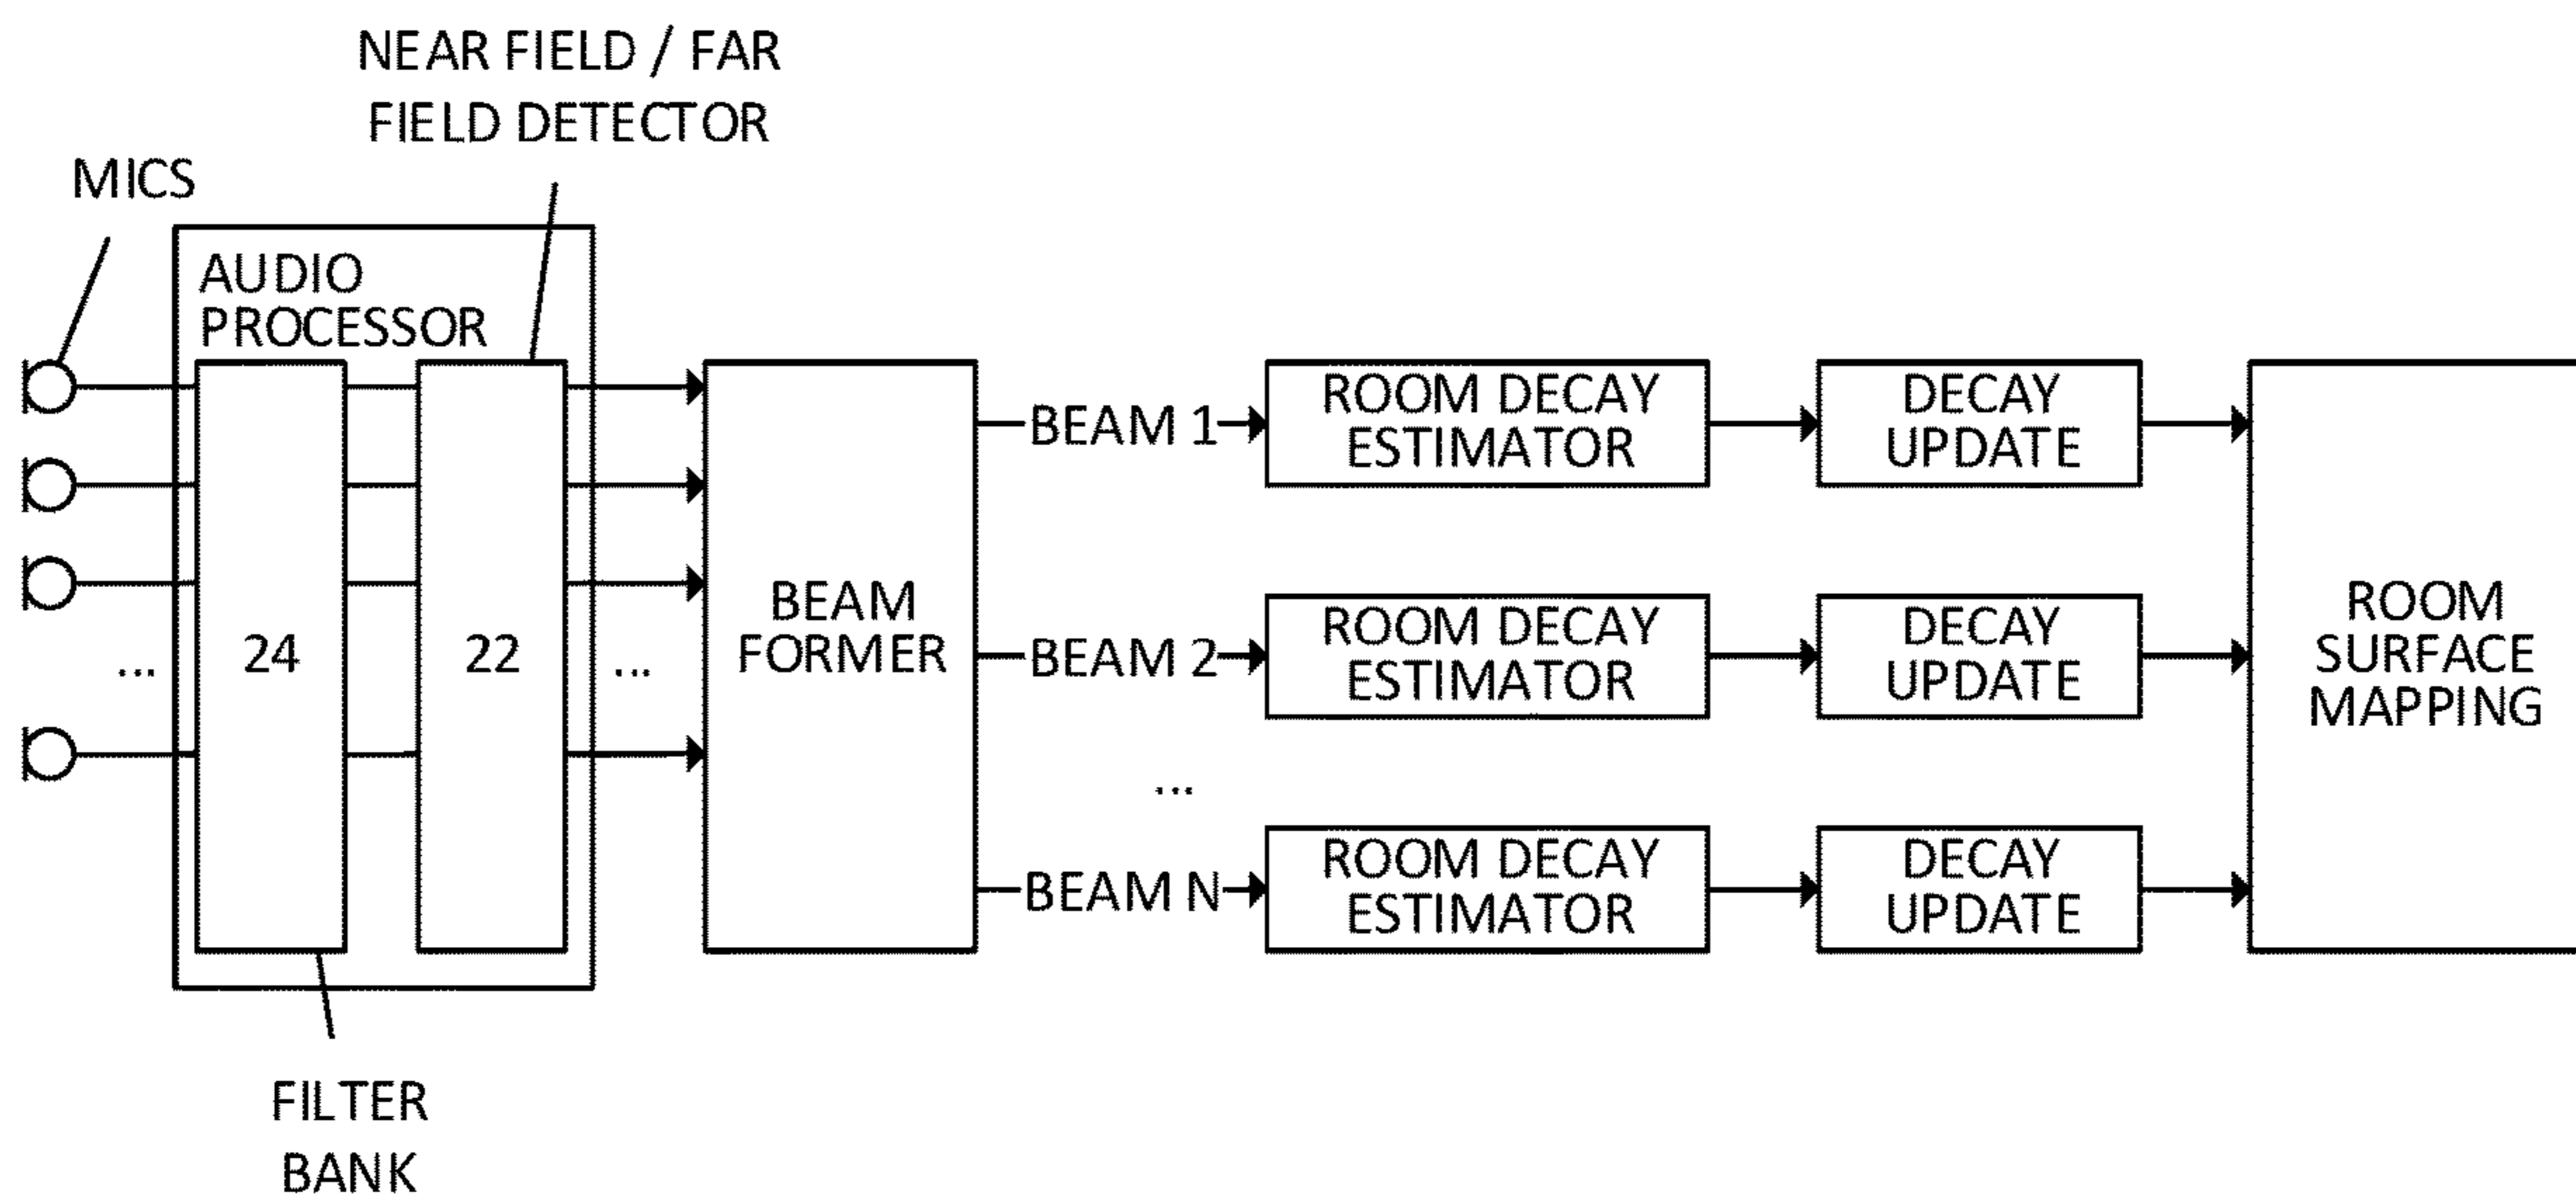 NEAR FIELD / FAR
FIELD DETECTOR
MICS
AUDIO
PROCESSOR
24
22
...
...
BEAM
FORMER
BEAM 1
ROOM DECAY
ESTIMATOR
DECAY
UPDATE
BEAM 2
ROOM DECAY
ESTIMATOR
DECAY
UPDATE
...
BEAM N
ROOM DECAY
ESTIMATOR
DECAY
UPDATE
ROOM
SURFACE
MAPPING
FILTER
BANK